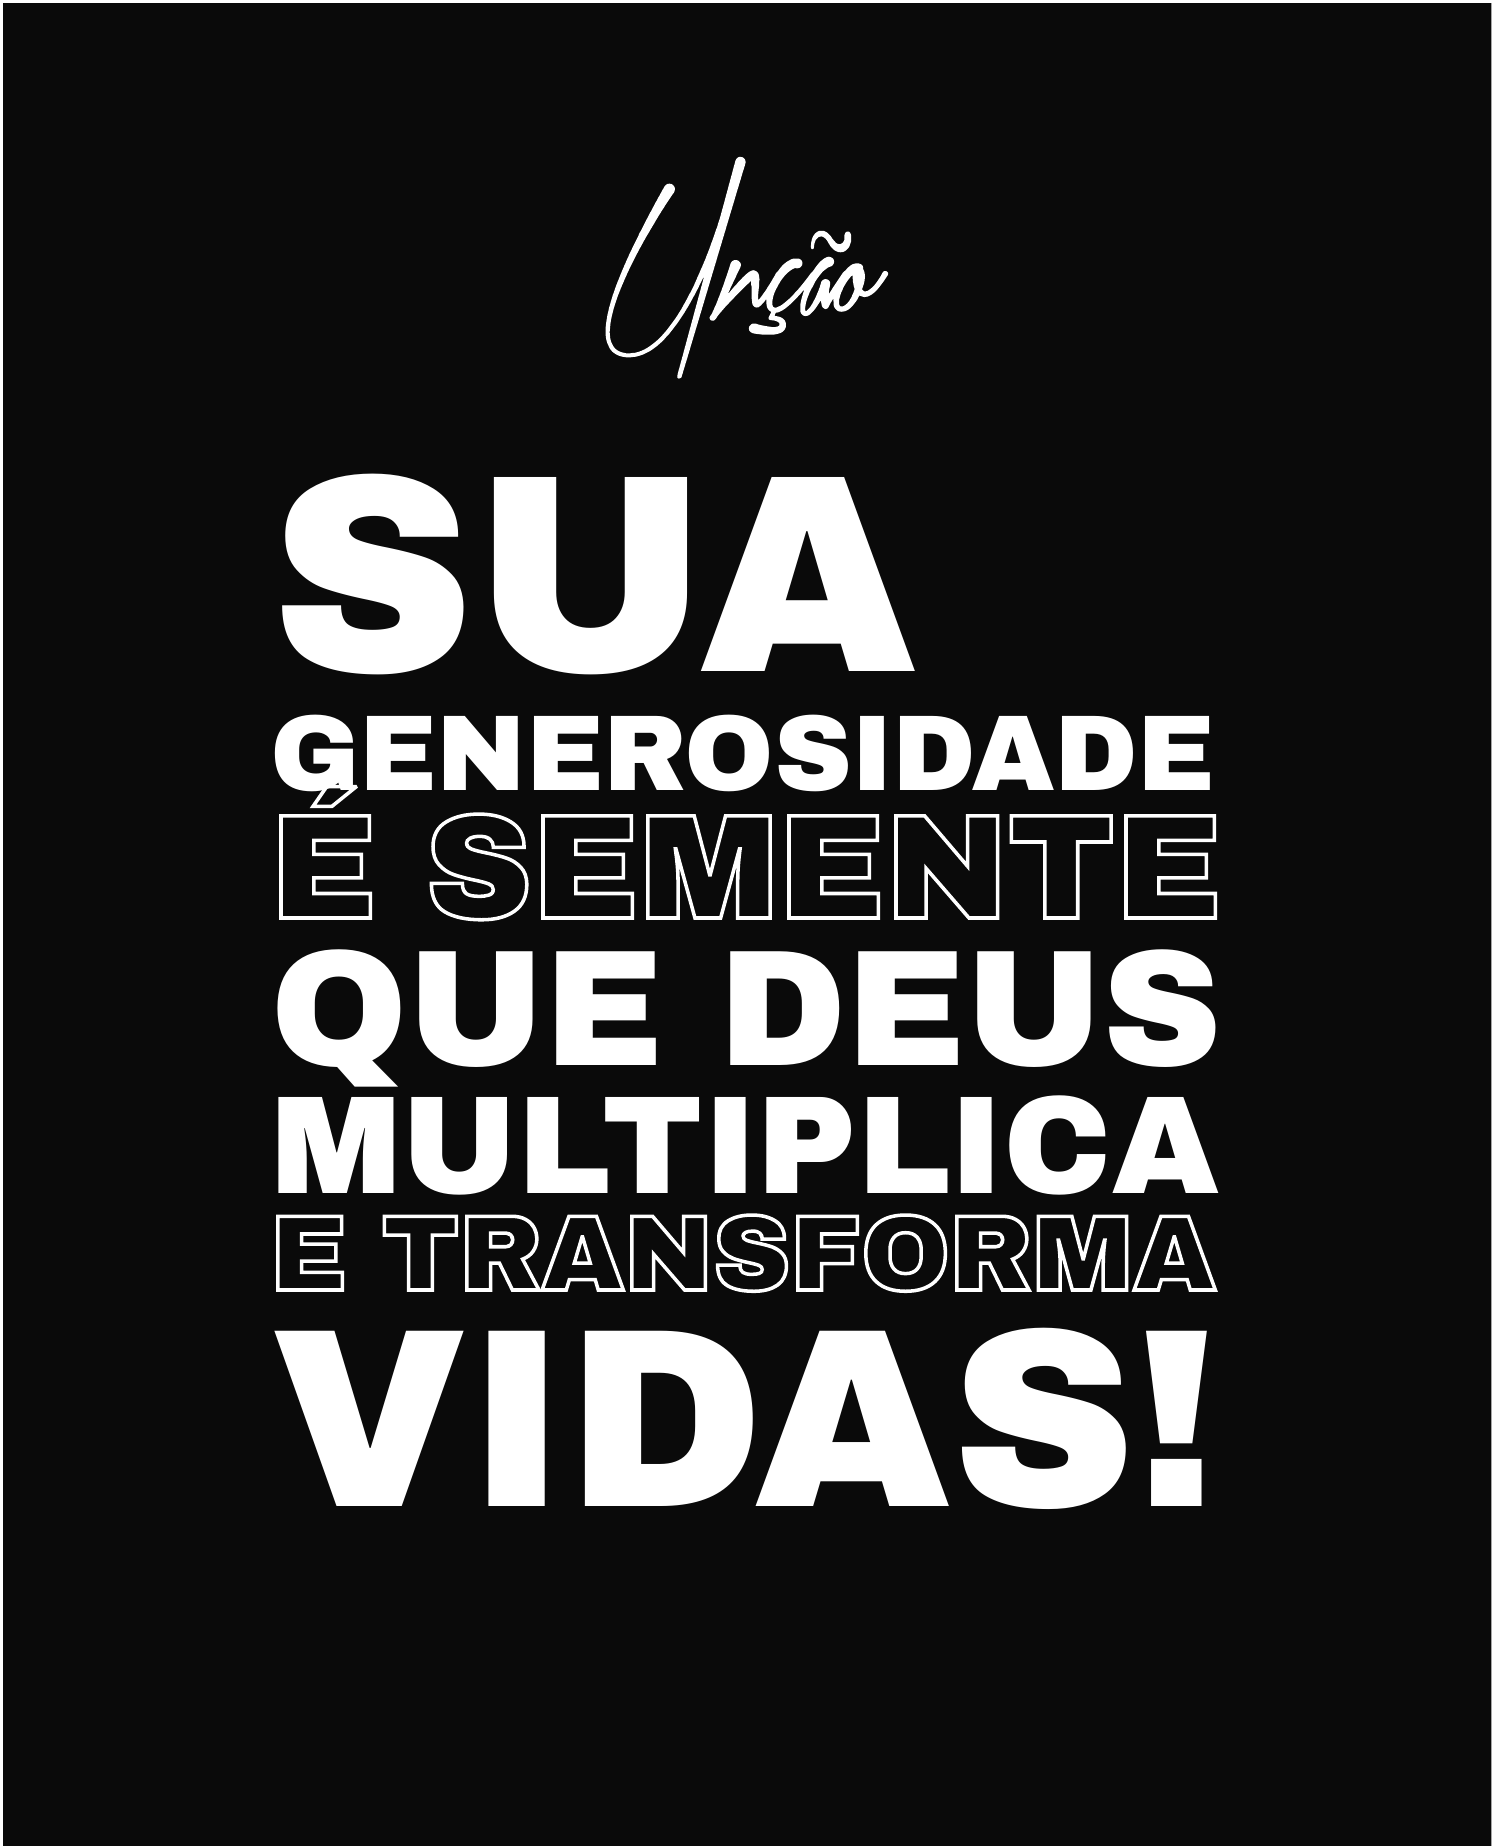 Unção
SUA
GENEROSIDADE
É SEMENTE
QUE DEUS
MULTIPLICA
E TRANSFORMA
VIDAS!